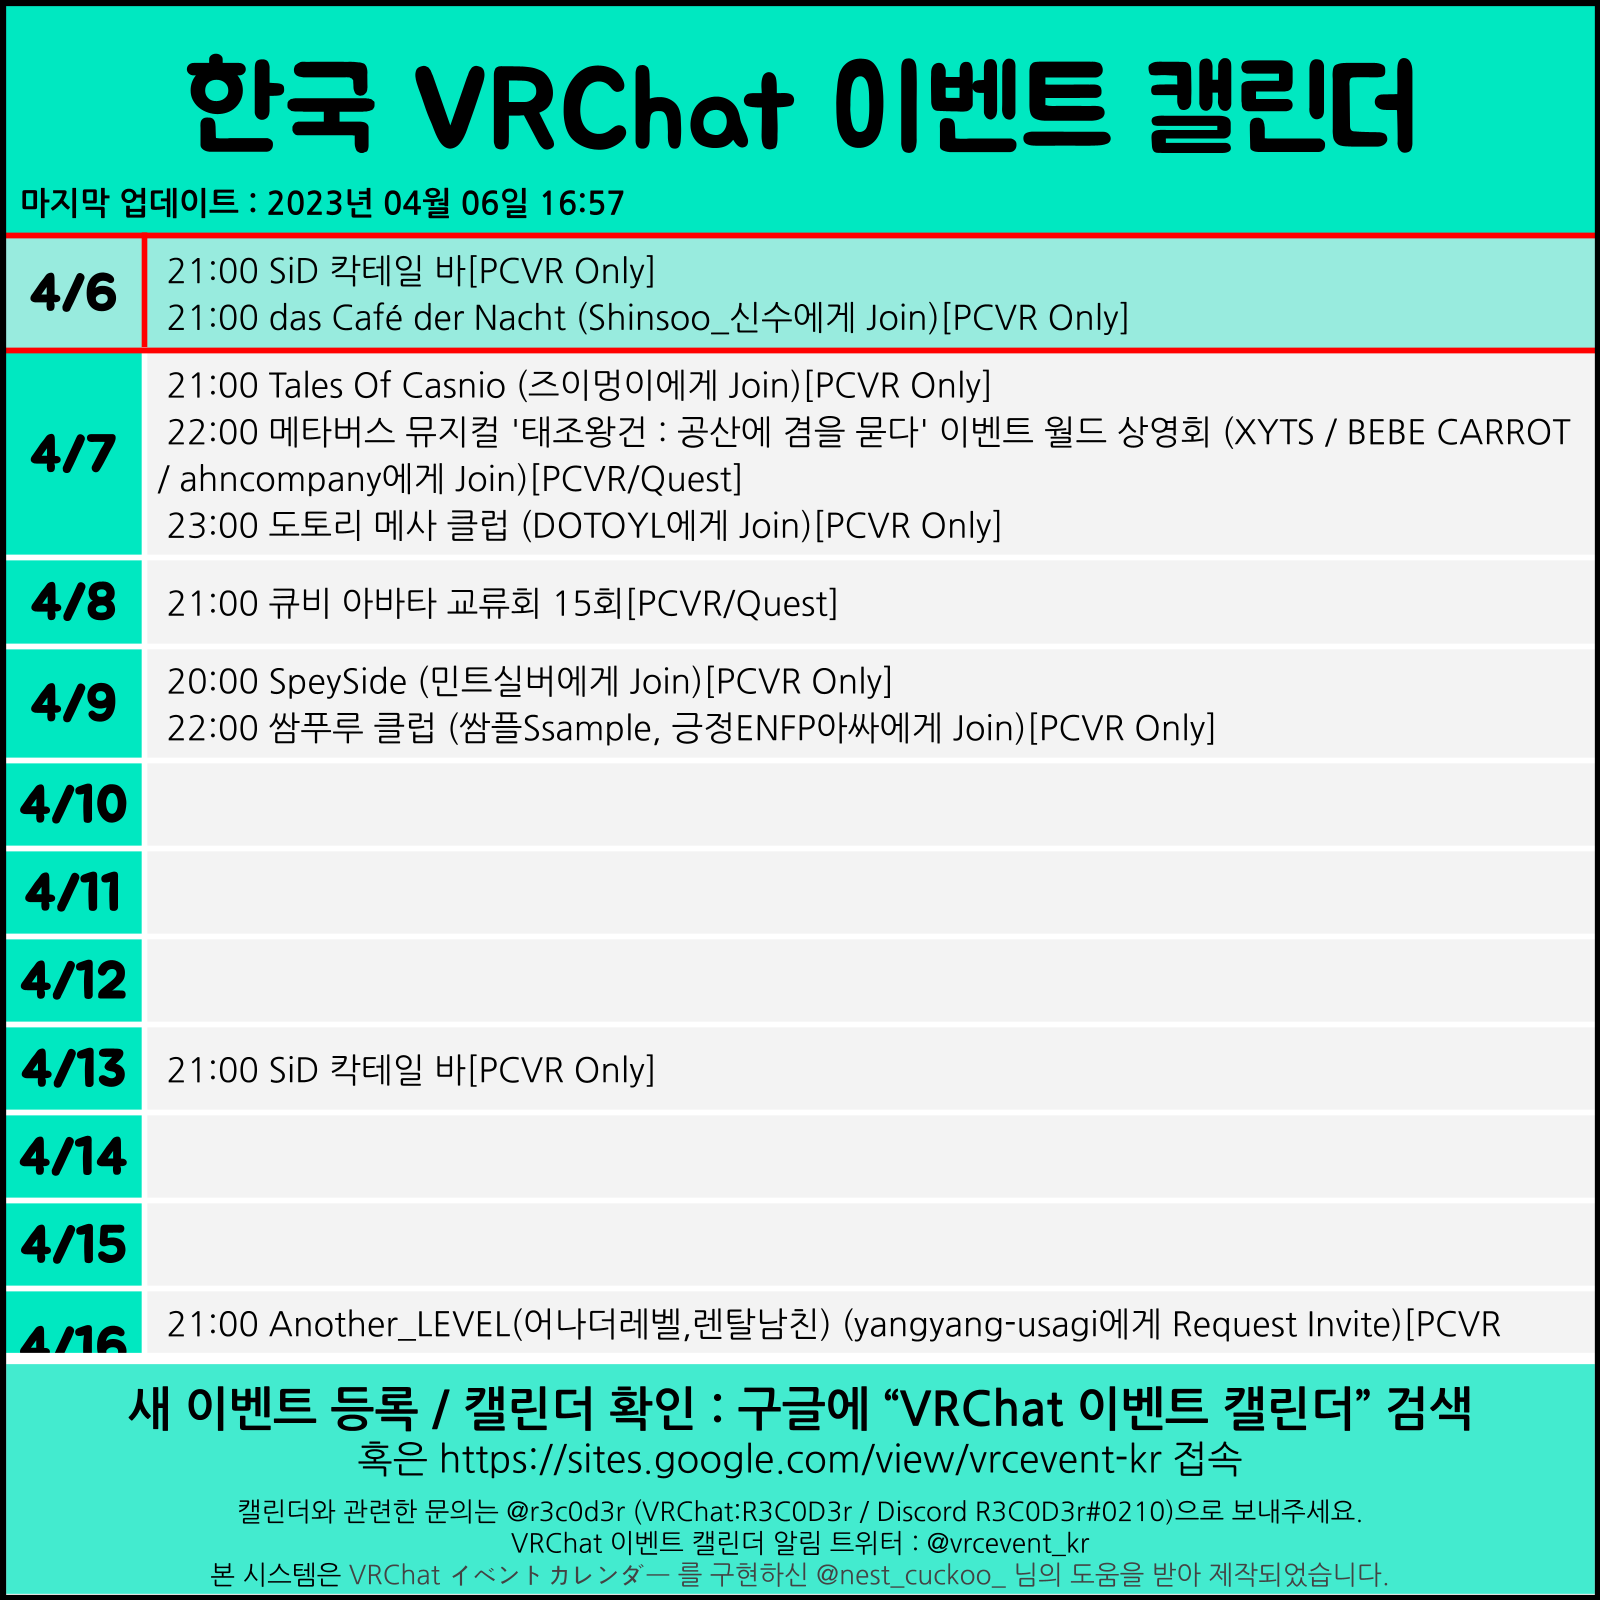 한국 VRChat 이벤트 캘린더
마지막 업데이트 : 2023년 04월 06일 16:57
4/6
21:00 SiD 칵테일 바[PCVR Only]
21:00 das Café der Nacht (Shinsoo_신수에게 Join)[PCVR Only]
4/7
21:00 Tales Of Casnio (즈이멍이에게 Join)[PCVR Only]
22:00 메타버스 뮤지컬 '태조왕건 : 공산에 겸을 묻다' 이벤트 월드 상영회 (XYTS / BEBE CARROT
/ ahncompany에게 Join)[PCVR/Quest]
23:00 도토리 메사 클럽 (DOTOYL에게 Join)[PCVR Only]
4/8
21:00 큐비 아바타 교류회 15회[PCVR/Quest]
4/9
20:00 SpeySide (민트실버에게 Join)[PCVR Only]
22:00 쌈푸루 클럽 (쌈플Ssample, 긍정ENFP아싸에게 Join)[PCVR Only]
4/10
4/11
4/12
4/13
21:00 SiD 칵테일 바[PCVR Only]
4/14
4/15
4/16
21:00 Another_LEVEL(어나더레벨,렌탈남친) (yangyang-usagi에게 Request Invite)[PCVR
새 이벤트 등록 / 캘린더 확인 : 구글에 “VRChat 이벤트 캘린더” 검색
혹은 https://sites.google.com/view/vrcevent-kr 접속
캘린더와 관련한 문의는 @r3c0d3r (VRChat:R3C0D3r / Discord R3C0D3r#0210)으로 보내주세요.
VRChat 이벤트 캘린더 알림 트위터 : @vrcevent_kr
본 시스템은 VRChat イベントカレンダー 를 구현하신 @nest_cuckoo_ 님의 도움을 받아 제작되었습니다.